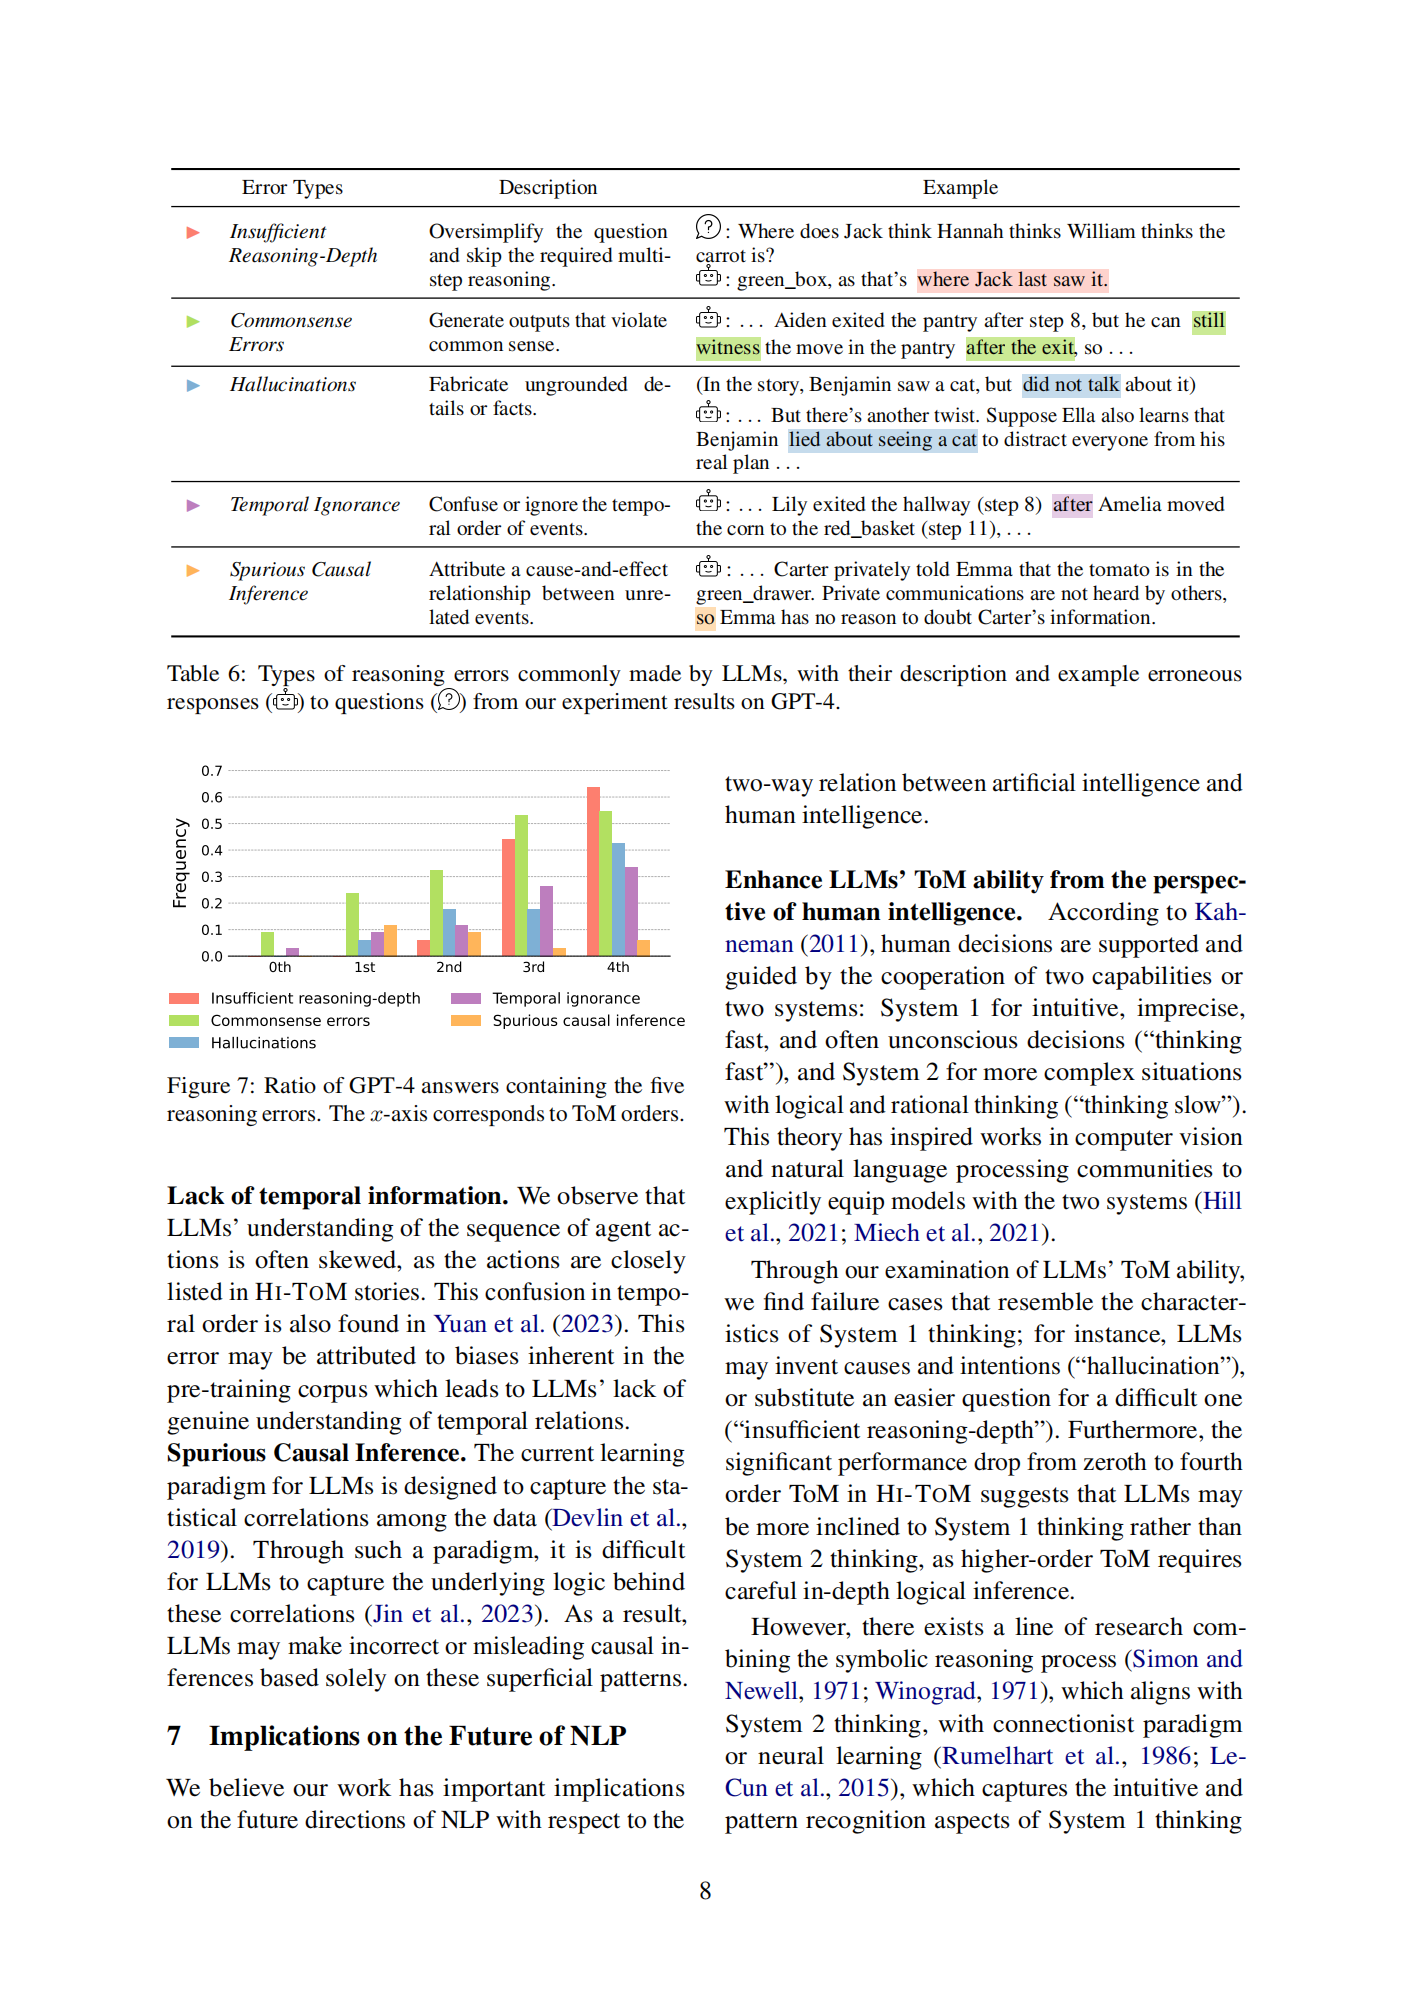 Error Types Description Example
Insufficient Reasoning-Depth
Oversimplify the question and skip the required multi-step reasoning.
: Where does Jack think Hannah thinks William thinks the
carrot is?
: green_box, as that's where Jack last saw it.
Commonsense
Errors
Generate outputs that violate
common sense.
: . . . Aiden exited the pantry after step 8, but he can still
witness the move in the pantry after the exit, so . . .
Hallucinations
Fabricate ungrounded de-
tails or facts.
(In the story, Benjamin saw a cat, but did not talk about it)
: . . . But there's another twist. Suppose Ella also learns that
Benjamin lied about seeing a cat to distract everyone from his
real plan . . .
Temporal Ignorance
Confuse or ignore the tempo-
ral order of events.
: . . . Lily exited the hallway (step 8) after Amelia moved
the corn to the red_basket (step 11), . . .
Spurious Causal
Inference
Attribute a cause-and-effect
relationship between unre-
lated events.
: . . . Carter privately told Emma that the tomato is in the
green_drawer. Private communications are not heard by others,
so Emma has no reason to doubt Carter's information.
Table 6: Types of reasoning errors commonly made by LLMs, with their description and example erroneous
responses () to questions () from our experiment results on GPT-4.
Frequency
0.7
0.6
0.5
0.4
0.3
0.2
0.1
0.0
0th 1st 2nd 3rd 4th
Insufficient reasoning-depth
Commonsense errors
Hallucinations
Temporal ignorance
Spurious causal inference
Figure 7: Ratio of GPT-4 answers containing the five
reasoning errors. The x-axis corresponds to ToM orders.
Lack of temporal information. We observe that
LLMs' understanding of the sequence of agent ac-
tions is often skewed, as the actions are closely
listed in HI-TOM stories. This confusion in tempo-
ral order is also found in Yuan et al. (2023). This
error may be attributed to biases inherent in the
pre-training corpus which leads to LLMs' lack of
genuine understanding of temporal relations.
Spurious Causal Inference. The current learning
paradigm for LLMs is designed to capture the sta-
tistical correlations among the data (Devlin et al.,
2019). Through such a paradigm, it is difficult
for LLMs to capture the underlying logic behind
these correlations (Jin et al., 2023). As a result,
LLMs may make incorrect or misleading causal in-
ferences based solely on these superficial patterns.
7 Implications on the Future of NLP
We believe our work has important implications
on the future directions of NLP with respect to the
two-way relation between artificial intelligence and
human intelligence.
Enhance LLMs' ToM ability from the perspec-
tive of human intelligence. According to Kah-
neman (2011), human decisions are supported and
guided by the cooperation of two capabilities or
two systems: System 1 for intuitive, imprecise,
fast, and often unconscious decisions (“thinking
fast”), and System 2 for more complex situations
with logical and rational thinking (“thinking slow”).
This theory has inspired works in computer vision
and natural language processing communities to
explicitly equip models with the two systems (Hill
et al., 2021; Miech et al., 2021).
Through our examination of LLMs' ToM ability,
we find failure cases that resemble the character-
istics of System 1 thinking; for instance, LLMs
may invent causes and intentions (“hallucination”),
or substitute an easier question for a difficult one
(“insufficient reasoning-depth”). Furthermore, the
significant performance drop from zeroth to fourth
order ToM in HI-TOM suggests that LLMs may
be more inclined to System 1 thinking rather than
System 2 thinking, as higher-order ToM requires
careful in-depth logical inference.
However, there exists a line of research com-
bining the symbolic reasoning process (Simon and
Newell, 1971; Winograd, 1971), which aligns with
System 2 thinking, with connectionist paradigm
or neural learning (Rumelhart et al., 1986; Le-
Cun et al., 2015), which captures the intuitive and
pattern recognition aspects of System 1 thinking
8